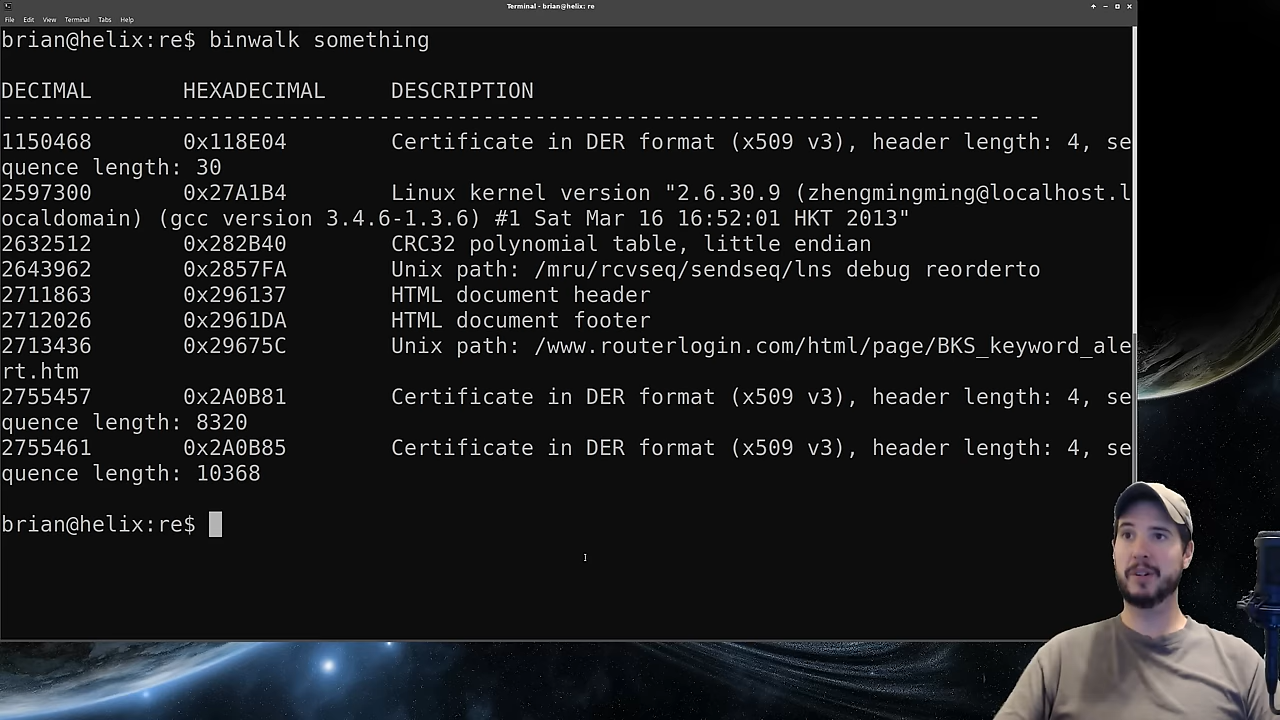 Terminal - brian@helix: re
File Edit View Terminal Tabs Help
brian@helix:re$ binwalk something
DECIMAL HEXADECIMAL DESCRIPTION
--------------------------------------------------------------------------------
1150468 0x118E04 Certificate in DER format (x509 v3), header length: 4, se
quence length: 30
2597300 0x27A1B4 Linux kernel version "2.6.30.9 (zhengmingming@localhost.l
ocaldomain) (gcc version 3.4.6-1.3.6) #1 Sat Mar 16 16:52:01 HKT 2013"
2632512 0x282B40 CRC32 polynomial table, little endian
2643962 0x2857FA Unix path: /mru/rcvseq/sendseq/lns debug reorderto
2711863 0x296137 HTML document header
2712026 0x2961DA HTML document footer
2713436 0x29675C Unix path: /www.routerlogin.com/html/page/BKS_keyword_ale
rt.htm
2755457 0x2A0B81 Certificate in DER format (x509 v3), header length: 4, se
quence length: 8320
2755461 0x2A0B85 Certificate in DER format (x509 v3), header length: 4, se
quence length: 10368
brian@helix:re$